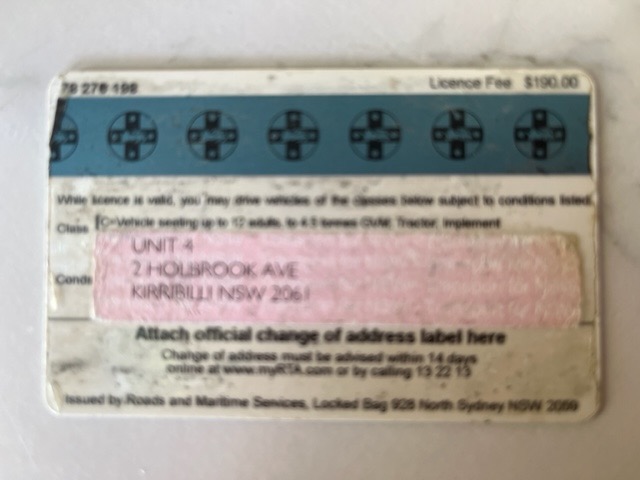 78 276 198 Licence Fee $190.00
While licence is valid, you may drive vehicles of the classes below subject to conditions listed.
Class C=Vehicle seating up to 12 adults, to 4.5 tonnes GVM; Tractor; Implement
UNIT 4
2 HOLBROOK AVE
Conds
KIRRIBILLI NSW 2061
Attach official change of address label here
Change of address must be advised within 14 days
online at www.myRTA.com or by calling 13 22 13
Issued by Roads and Maritime Services, Locked Bag 928 North Sydney NSW 2059